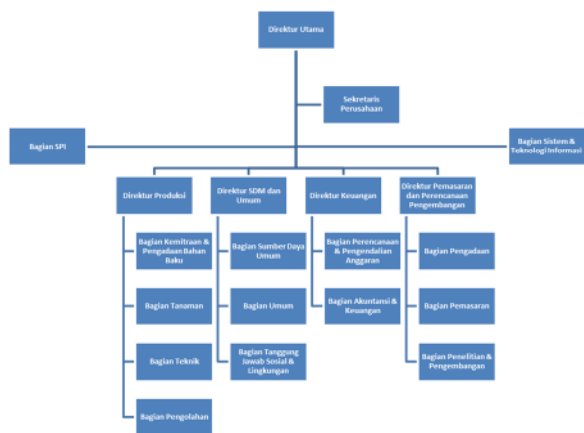 Direktur Utama
Sekretaris
Perusahaan
Bagian SPI
Bagian Sistem &
Teknologi Informasi
Direktur Produksi
Direktur SDM dan
Umum
Direktur Keuangan
Direktur Pemasaran
dan Perencanaan
Pengembangan
Bagian Kemitraan &
Pengadaan Bahan
Baku
Bagian Sumber Daya
Umum
Bagian Perencanaan
& Pengendalian
Anggaran
Bagian Pengadaan
Bagian Tanaman
Bagian Umum
Bagian Akuntansi &
Keuangan
Bagian Pemasaran
Bagian Teknik
Bagian Tanggung
Jawab Sosial &
Lingkungan
Bagian Penelitian &
Pengembangan
Bagian Pengolahan